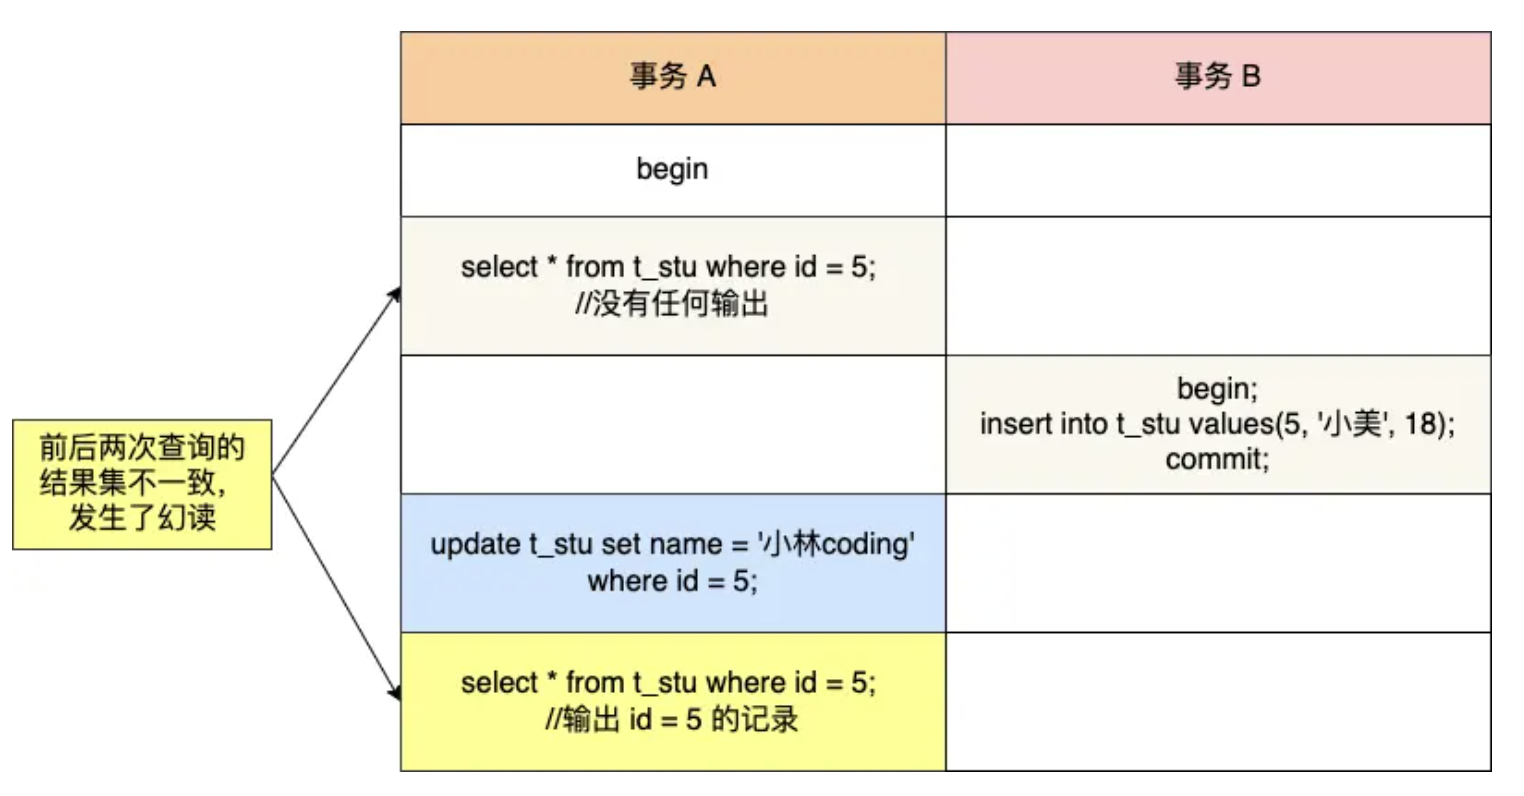 事务 A
事务 B
begin
select * from t_stu where id = 5;
//没有任何输出
begin;
insert into t_stu values(5, '小美', 18);
commit;
前后两次查询的
结果集不一致，
发生了幻读
update t_stu set name = '小林coding'
where id = 5;
select * from t_stu where id = 5;
//输出 id = 5 的记录